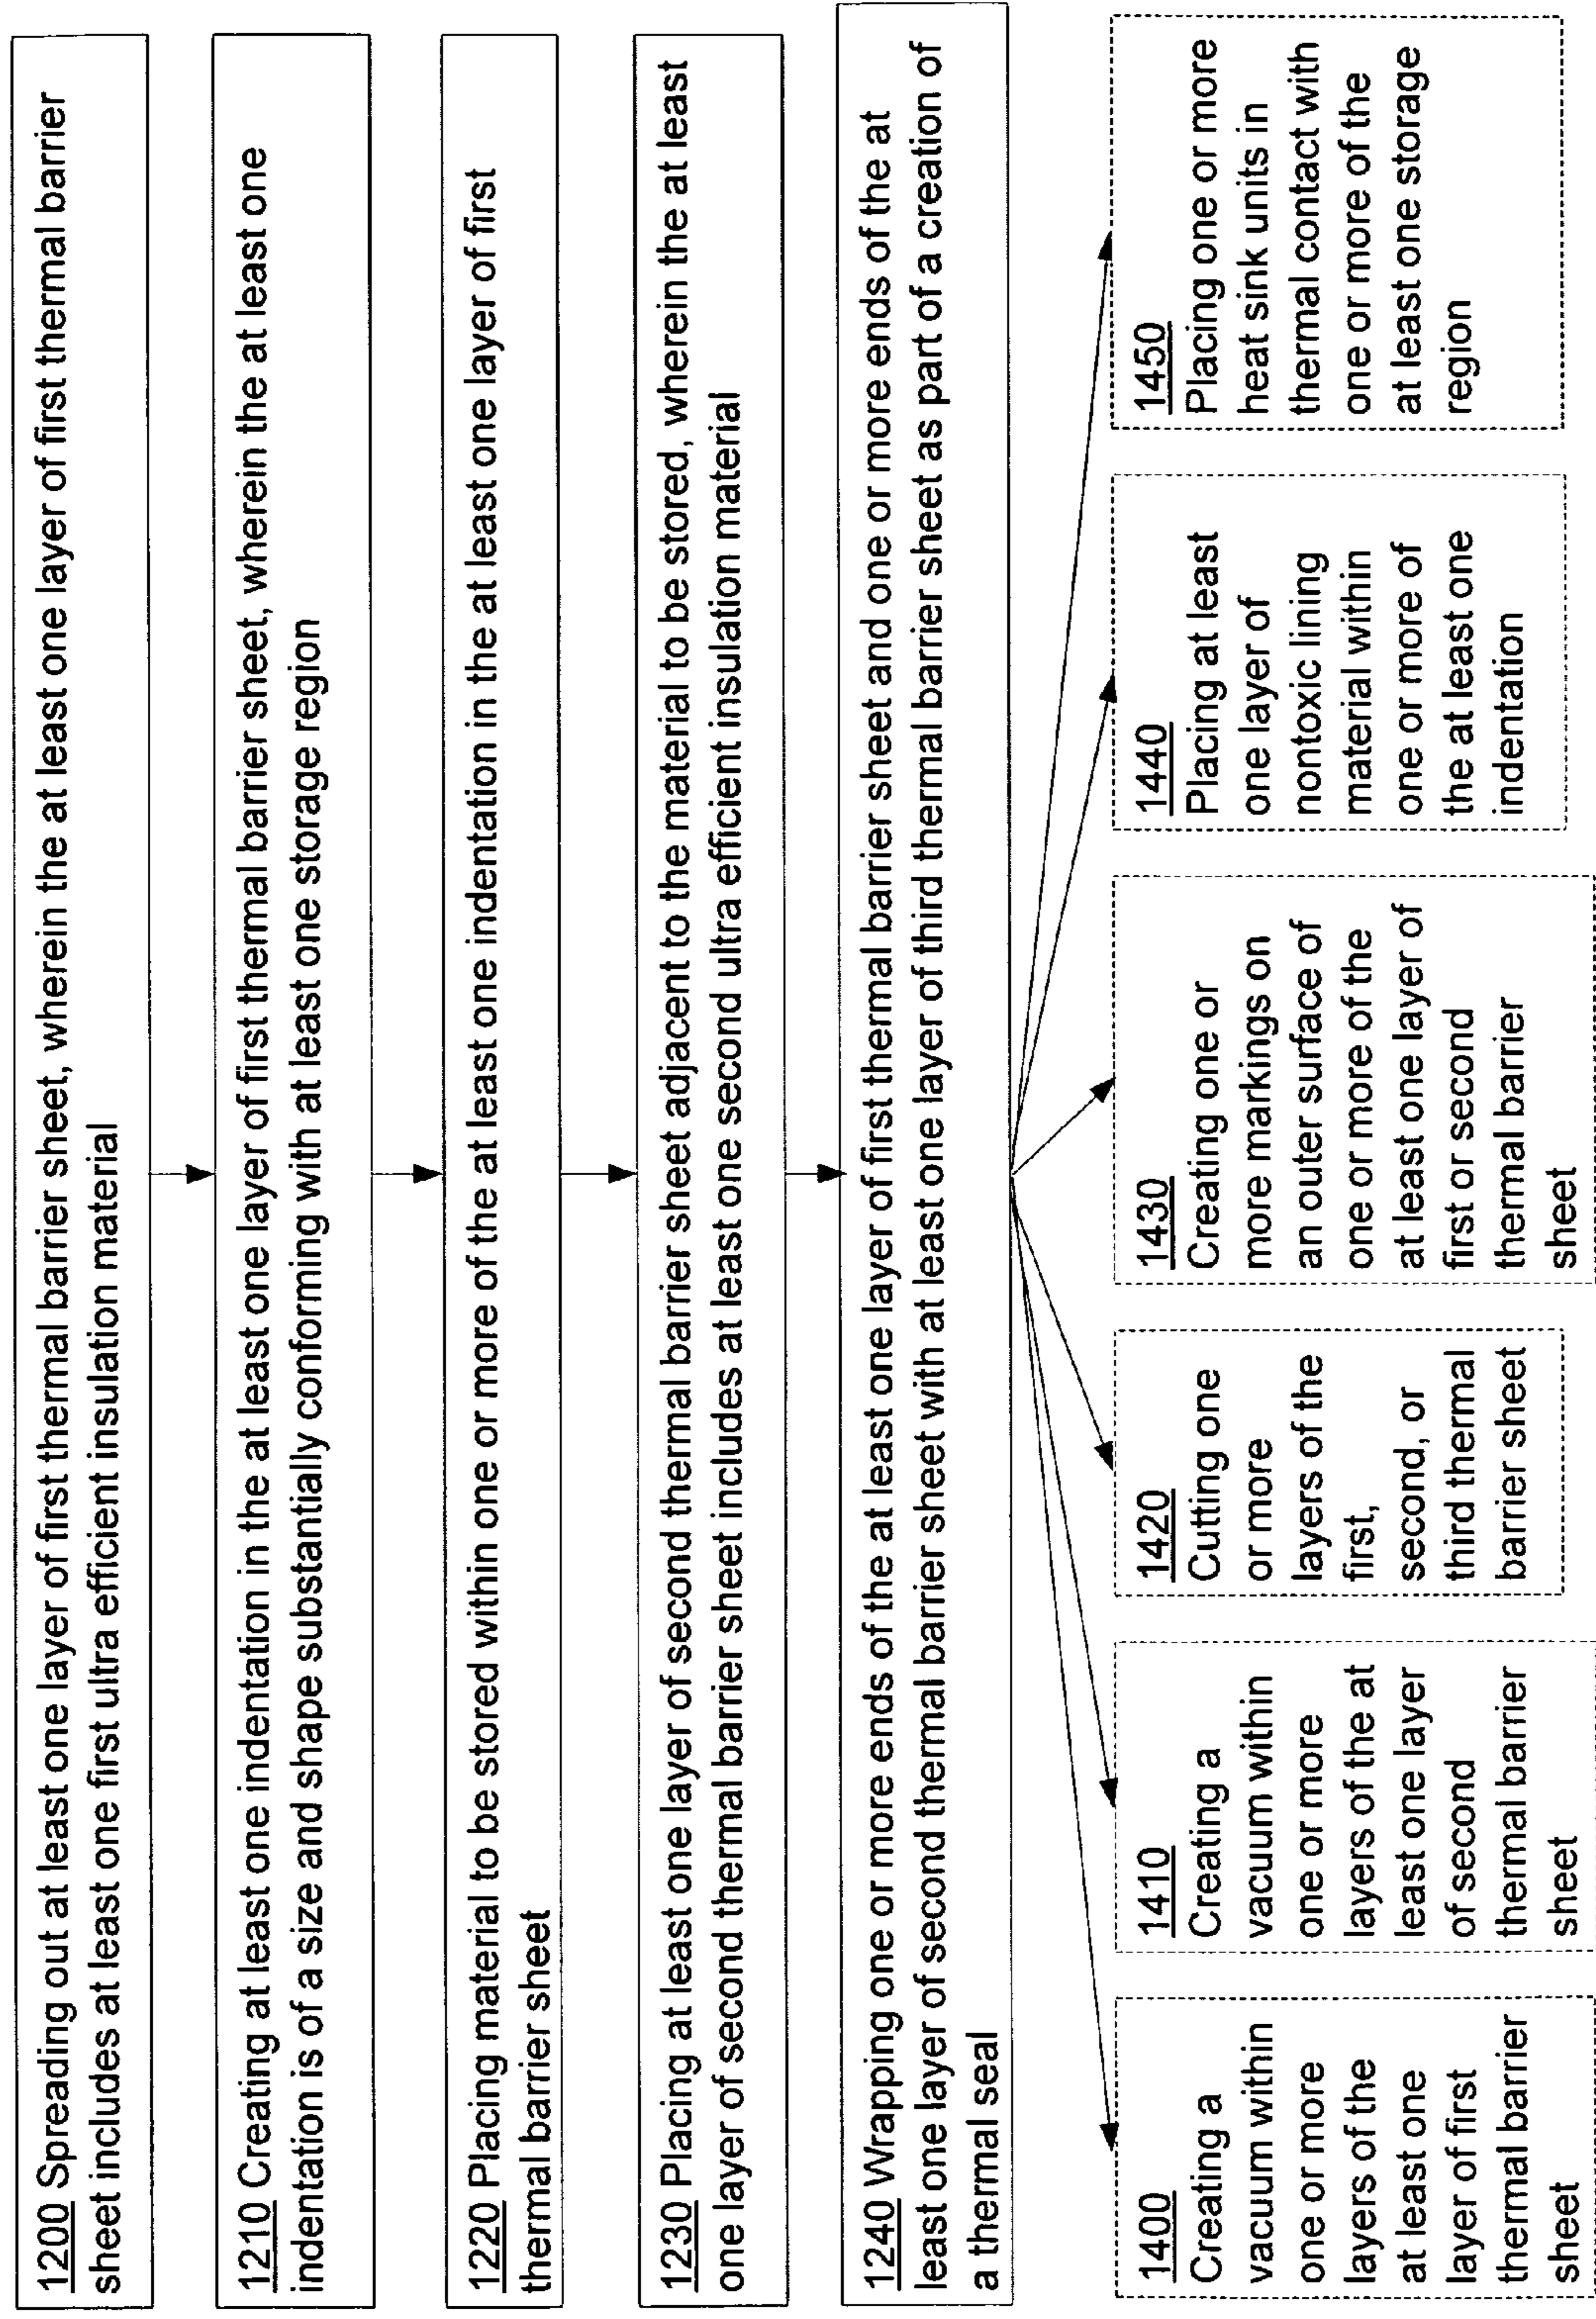 1200 Spreading out at least one layer of first thermal barrier sheet, wherein the at least one layer of first thermal barrier
sheet includes at least one first ultra efficient insulation material
1210 Creating at least one indentation in the at least one layer of first thermal barrier sheet, wherein the at least one
indentation is of a size and shape substantially conforming with at least one storage region
1220 Placing material to be stored within one or more of the at least one indentation in the at least one layer of first
thermal barrier sheet
1230 Placing at least one layer of second thermal barrier sheet adjacent to the material to be stored, wherein the at least
one layer of second thermal barrier sheet includes at least one second ultra efficient insulation material
1240 Wrapping one or more ends of the at least one layer of first thermal barrier sheet and one or more ends of the at
least one layer of second thermal barrier sheet with at least one layer of third thermal barrier sheet as part of a creation of
a thermal seal
1400
Creating a
vacuum within
one or more
layers of the
at least one
layer of first
thermal barrier
sheet
1410
Creating a
vacuum within
one or more
layers of the at
least one layer
of second
thermal barrier
sheet
1420
Cutting one
or more
layers of the
first,
second, or
third thermal
barrier sheet
1430
Creating one or
more markings on
an outer surface of
one or more of the
at least one layer of
first or second
thermal barrier
sheet
1440
Placing at least
one layer of
nontoxic lining
material within
one or more of
the at least one
indentation
1450
Placing one or more
heat sink units in
thermal contact with
one or more of the
at least one storage
region